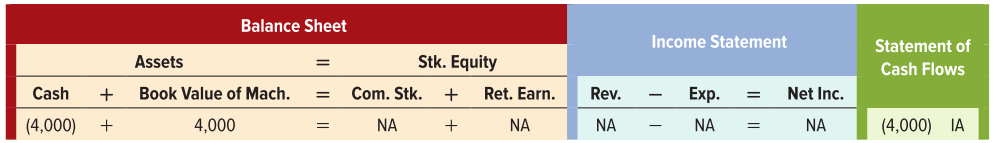 Balance Sheet
Income Statement
Statement of
Cash Flows
Assets = Stk. Equity
Cash + Book Value of Mach. = Com. Stk. + Ret. Earn. Rev. − Exp. = Net Inc.
(4,000) + 4,000 = NA + NA NA − NA = NA (4,000) IA